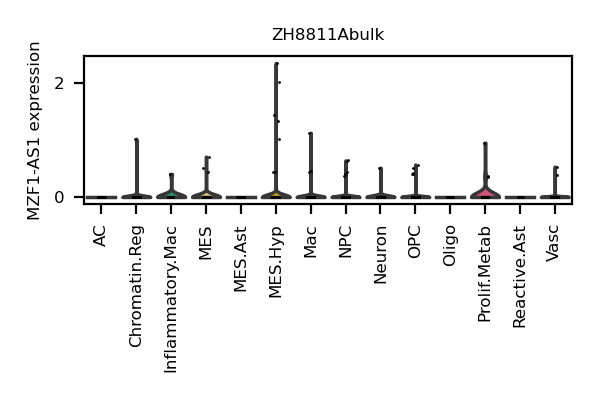 ZH8811Abulk
MZF1-AS1 expression
2
0
AC
Chromatin.Reg
Inflammatory.Mac
MES
MES.Ast
MES.Hyp
Mac
NPC
Neuron
OPC
Oligo
Prolif.Metab
Reactive.Ast
Vasc